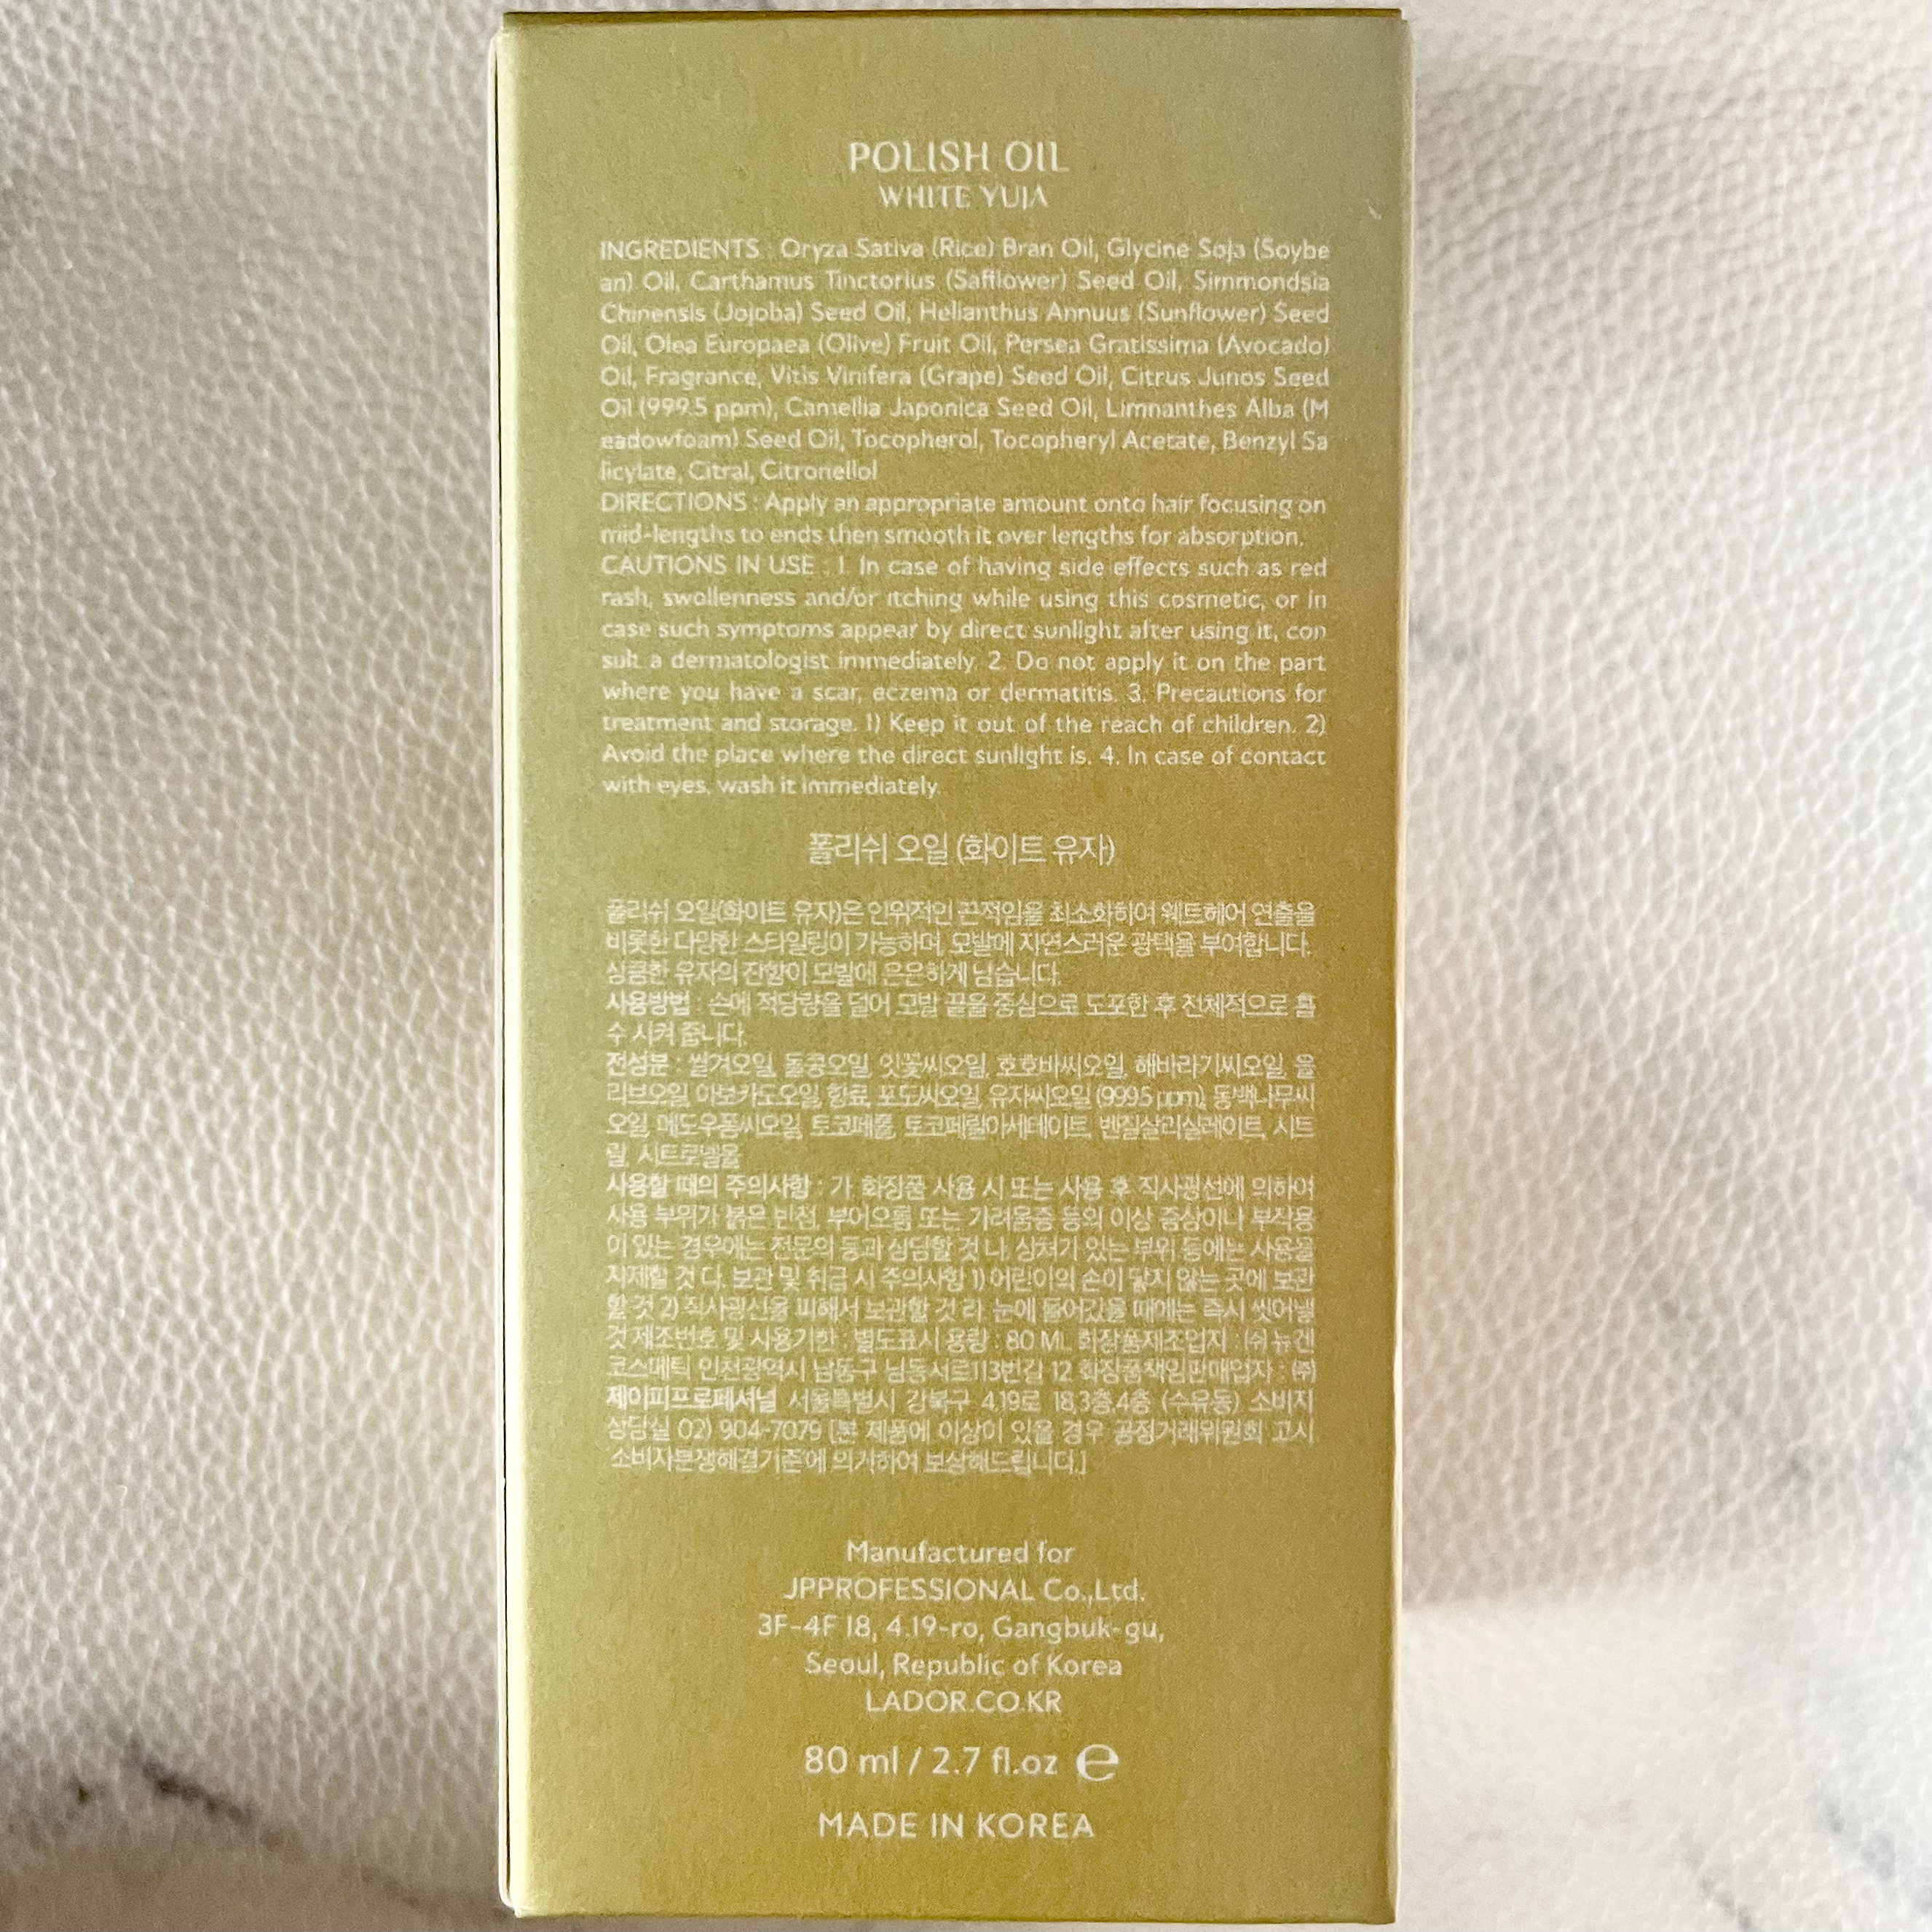 POLISH OIL
WHITE YUJA
INGREDIENTS : Oryza Sativa (Rice) Bran Oil, Glycine Soja (Soybe
an) Oil, Carthamus Tinctorius (Safflower) Seed Oil, Simmondsia
Chinensis (Jojoba) Seed Oil, Helianthus Annuus (Sunflower) Seed
Oil, Olea Europaea (Olive) Fruit Oil, Persea Gratissima (Avocado)
Oil, Fragrance, Vitis Vinifera (Grape) Seed Oil, Citrus Junos Seed
Oil (999.5 ppm), Camellia Japonica Seed Oil, Limnanthes Alba (M
eadowfoam) Seed Oil, Tocopherol, Tocopheryl Acetate, Benzyl Sa
licylate, Citral, Citronellol
DIRECTIONS : Apply an appropriate amount onto hair focusing on
mid-lengths to ends then smooth it over lengths for absorption.
CAUTIONS IN USE : 1. In case of having side effects such as red
rash, swollenness and/or itching while using this cosmetic, or in
case such symptoms appear by direct sunlight after using it, con
sult a dermatologist immediately. 2. Do not apply it on the part
where you have a scar, eczema or dermatitis. 3. Precautions for
treatment and storage. 1) Keep it out of the reach of children. 2)
Avoid the place where the direct sunlight is. 4. In case of contact
with eyes, wash it immediately.
폴리쉬 오일 (화이트 유자)
폴리쉬 오일(화이트 유자)은 인위적인 끈적임을 최소화하여 웨트헤어 연출을
비롯한 다양한 스타일링이 가능하며, 모발에 자연스러운 광택을 부여합니다.
상큼한 유자의 잔향이 모발에 은은하게 남습니다.
사용방법 : 손에 적당량을 덜어 모발 끝을 중심으로 도포한 후 전체적으로 흡
수 시켜 줍니다.
전성분 : 쌀겨오일, 돌콩오일, 잇꽃씨오일, 호호바씨오일, 해바라기씨오일, 올
리브오일, 아보카도오일, 향료, 포도씨오일, 유자씨오일 (999.5 ppm), 동백나무씨
오일, 메도우폼씨오일, 토코페롤, 토코페릴아세테이트, 벤질살리실레이트, 시트
랄, 시트로넬올
사용할 때의 주의사항 : 가. 화장품 사용 시 또는 사용 후 직사광선에 의하여
사용 부위가 붉은 반점, 부어오름 또는 가려움증 등의 이상 증상이나 부작용
이 있는 경우에는 전문의 등과 상담할 것 나. 상처가 있는 부위 등에는 사용을
자제할 것 다. 보관 및 취급 시 주의사항 1) 어린이의 손이 닿지 않는 곳에 보관
할 것 2) 직사광선을 피해서 보관할 것 라. 눈에 들어갔을 때에는 즉시 씻어낼
것 제조번호 및 사용기한 : 별도표시 용량 : 80 ML 화장품제조업자 : ㈜ 뉴겐
코스메틱 인천광역시 남동구 남동서로113번길 12 화장품책임판매업자 : ㈜
제이피프로페셔널 서울특별시 강북구 4.19로 18,3층,4층 (수유동) 소비자
상담실 02) 904-7079 [본 제품에 이상이 있을 경우 공정거래위원회 고시
소비자분쟁해결기준'에 의거하여 보상해드립니다.]
Manufactured for
JPPROFESSIONAL Co.,Ltd.
3F-4F 18, 4.19-ro, Gangbuk-gu,
Seoul, Republic of Korea
LADOR.CO.KR
80 ml / 2.7 fl.oz ℮
MADE IN KOREA